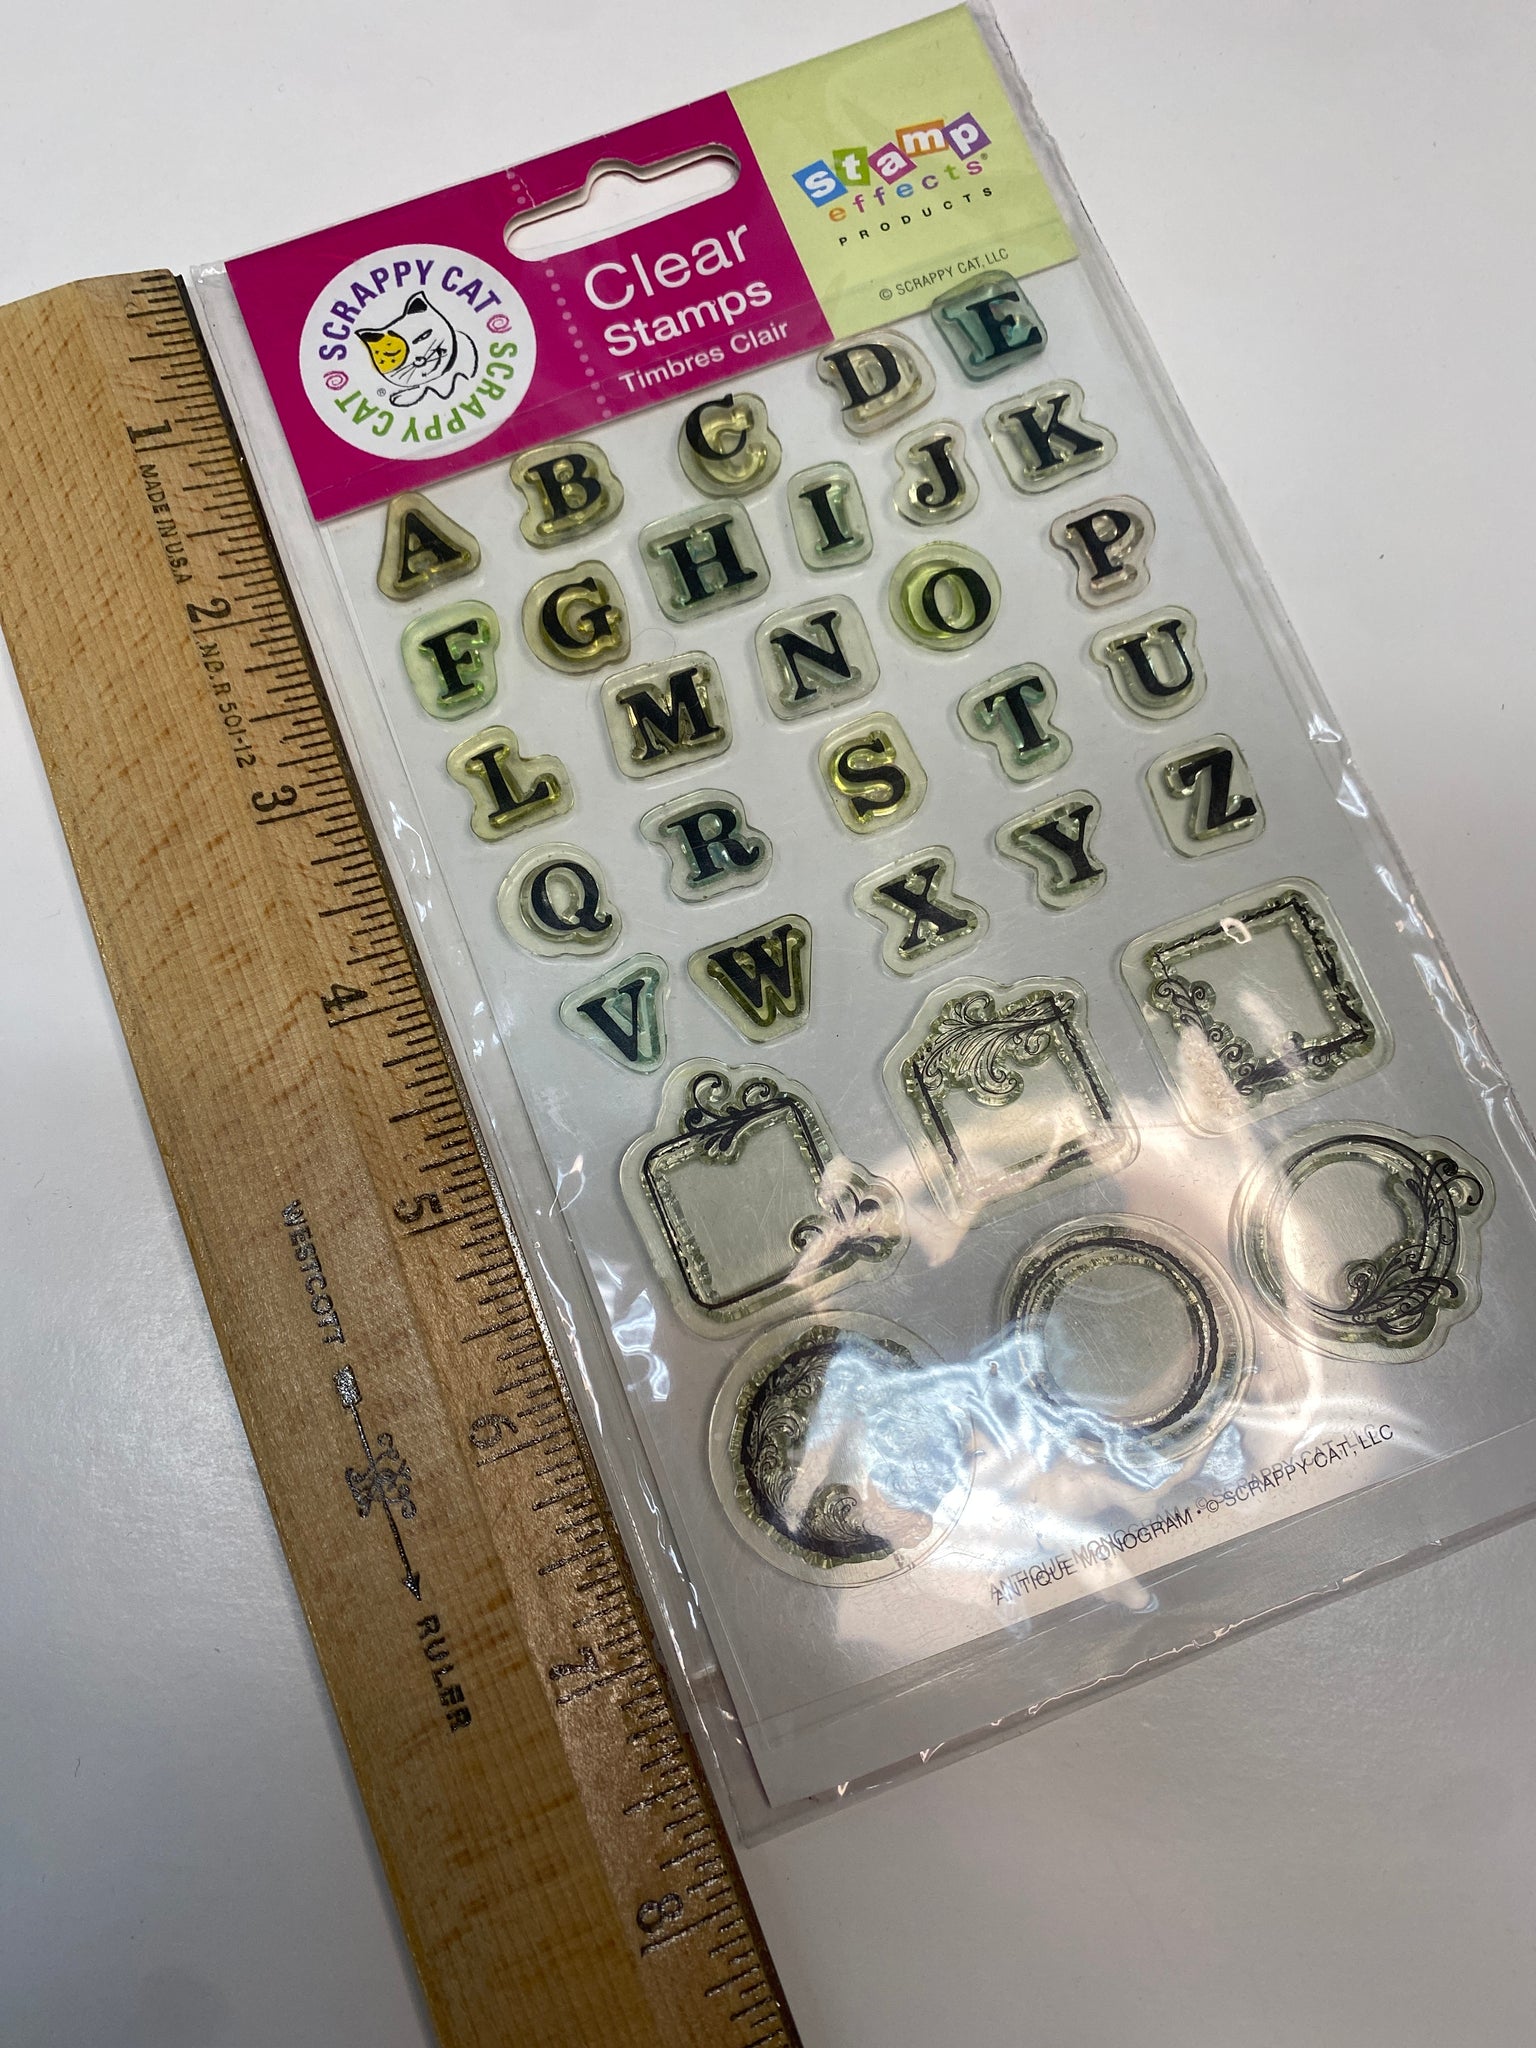 stamp
effects®
PRODUCTS
© SCRAPPY CAT, LLC
SCRAPPY CAT
SCRAPPY CAT
®
Clear
Stamps
Timbres Clair
A B C D E
F G H I J K
L M N O P
Q R S T U
V W X Y Z
ANTIQUE MONOGRAM • © SCRAPPY CAT, LLC
1 2 3 4 5 6 7 8
MADE IN U.S.A
NO. R 501-12
WESTCOTT
RULER